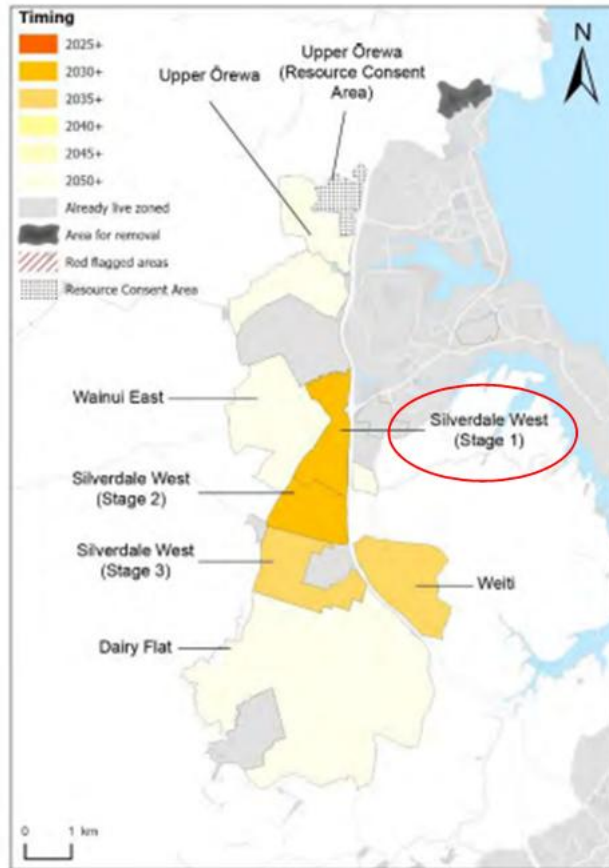 Timing
2025+
2030+
2035+
2040+
2045+
2050+
Already live zoned
Area for removal
Red flagged areas
Resource Consent Area
Upper Ōrewa
Upper Ōrewa
(Resource Consent
Area)
N
Wainui East
Silverdale West
(Stage 1)
Silverdale West
(Stage 2)
Silverdale West
(Stage 3)
Weiti
Dairy Flat
0 1 km